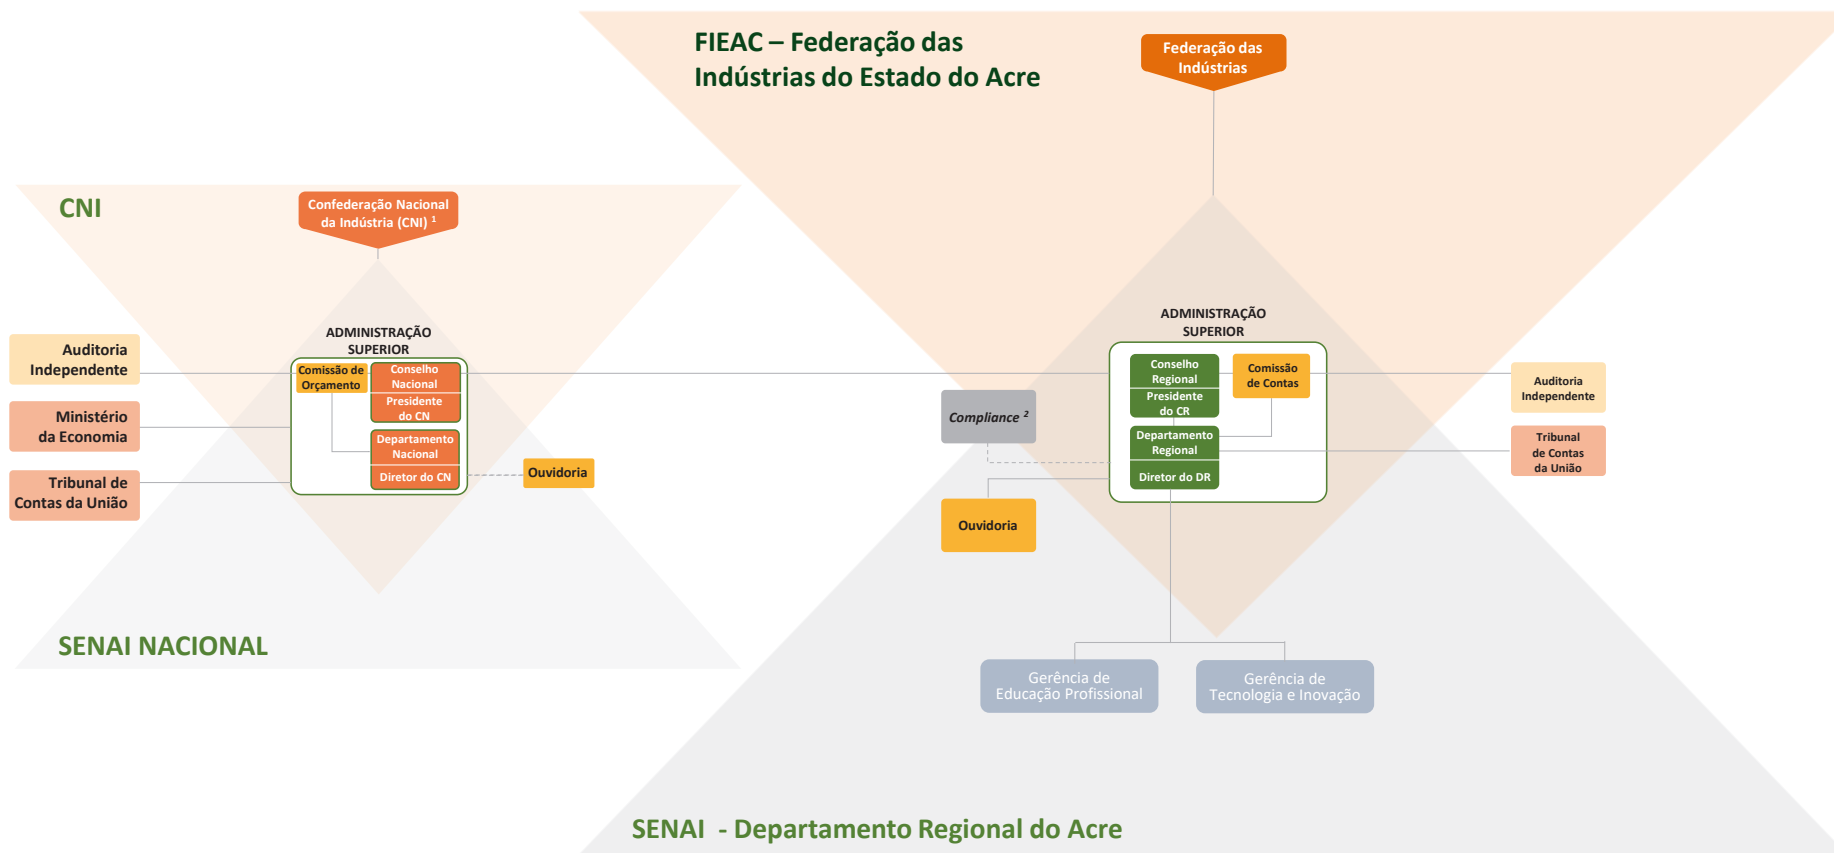 FIEAC – Federação das
Indústrias do Estado do Acre
Federação das
Indústrias
CNI
Confederação Nacional
da Indústria (CNI) ¹
ADMINISTRAÇÃO
SUPERIOR
Auditoria
Independente
Ministério
da Economia
Tribunal de
Contas da União
Comissão de
Orçamento
Conselho
Nacional
Presidente
do CN
Departamento
Nacional
Diretor do CN
Ouvidoria
SENAI NACIONAL
ADMINISTRAÇÃO
SUPERIOR
Conselho
Regional
Presidente
do CR
Comissão
de Contas
Departamento
Regional
Diretor do DR
Compliance ²
Ouvidoria
Auditoria
Independente
Tribunal
de Contas
da União
Gerência de
Educação Profissional
Gerência de
Tecnologia e Inovação
SENAI - Departamento Regional do Acre